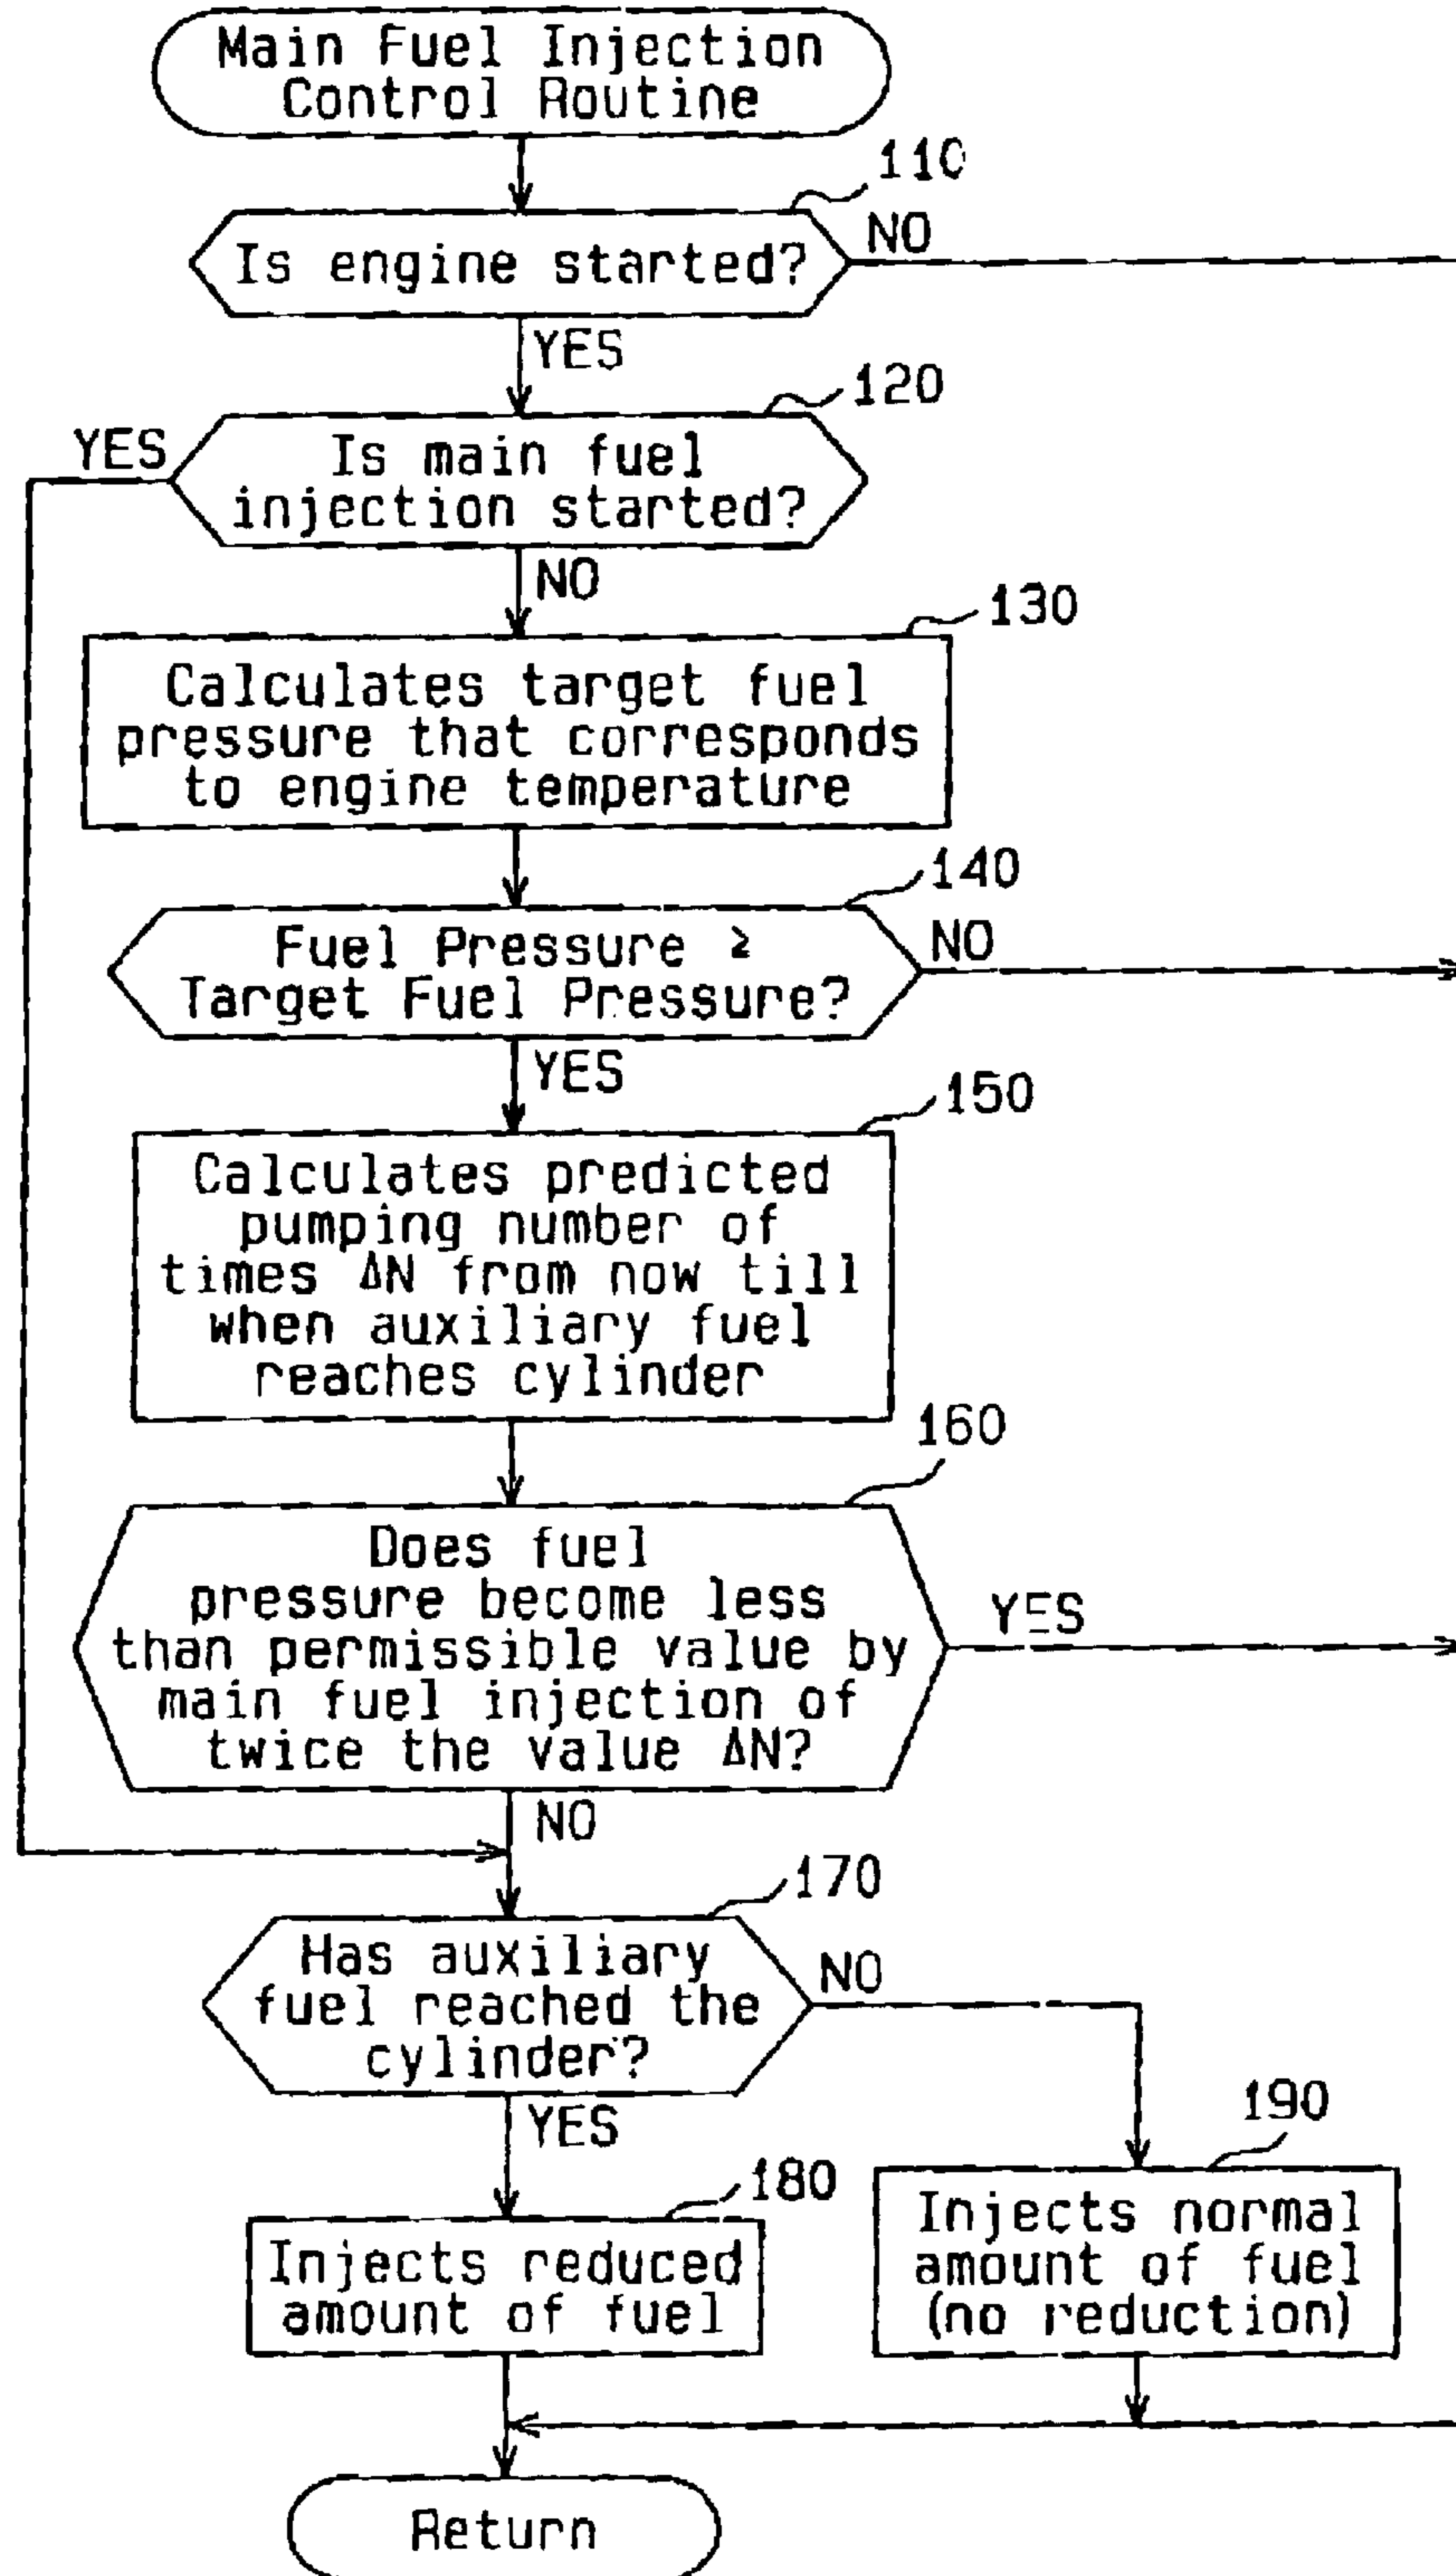 Main Fuel Injection
Control Routine
110
Is engine started?
NO
YES
120
YES
Is main fuel
injection started?
NO
130
Calculates target fuel
pressure that corresponds
to engine temperature
140
Fuel Pressure ≥
Target Fuel Pressure?
NO
YES
150
Calculates predicted
pumping number of
times ΔN from now till
when auxiliary fuel
reaches cylinder
160
Does fuel
pressure become less
than permissible value by
main fuel injection of
twice the value ΔN?
YES
NO
170
Has auxiliary
fuel reached the
cylinder?
NO
YES
180
Injects reduced
amount of fuel
190
Injects normal
amount of fuel
(no reduction)
Return